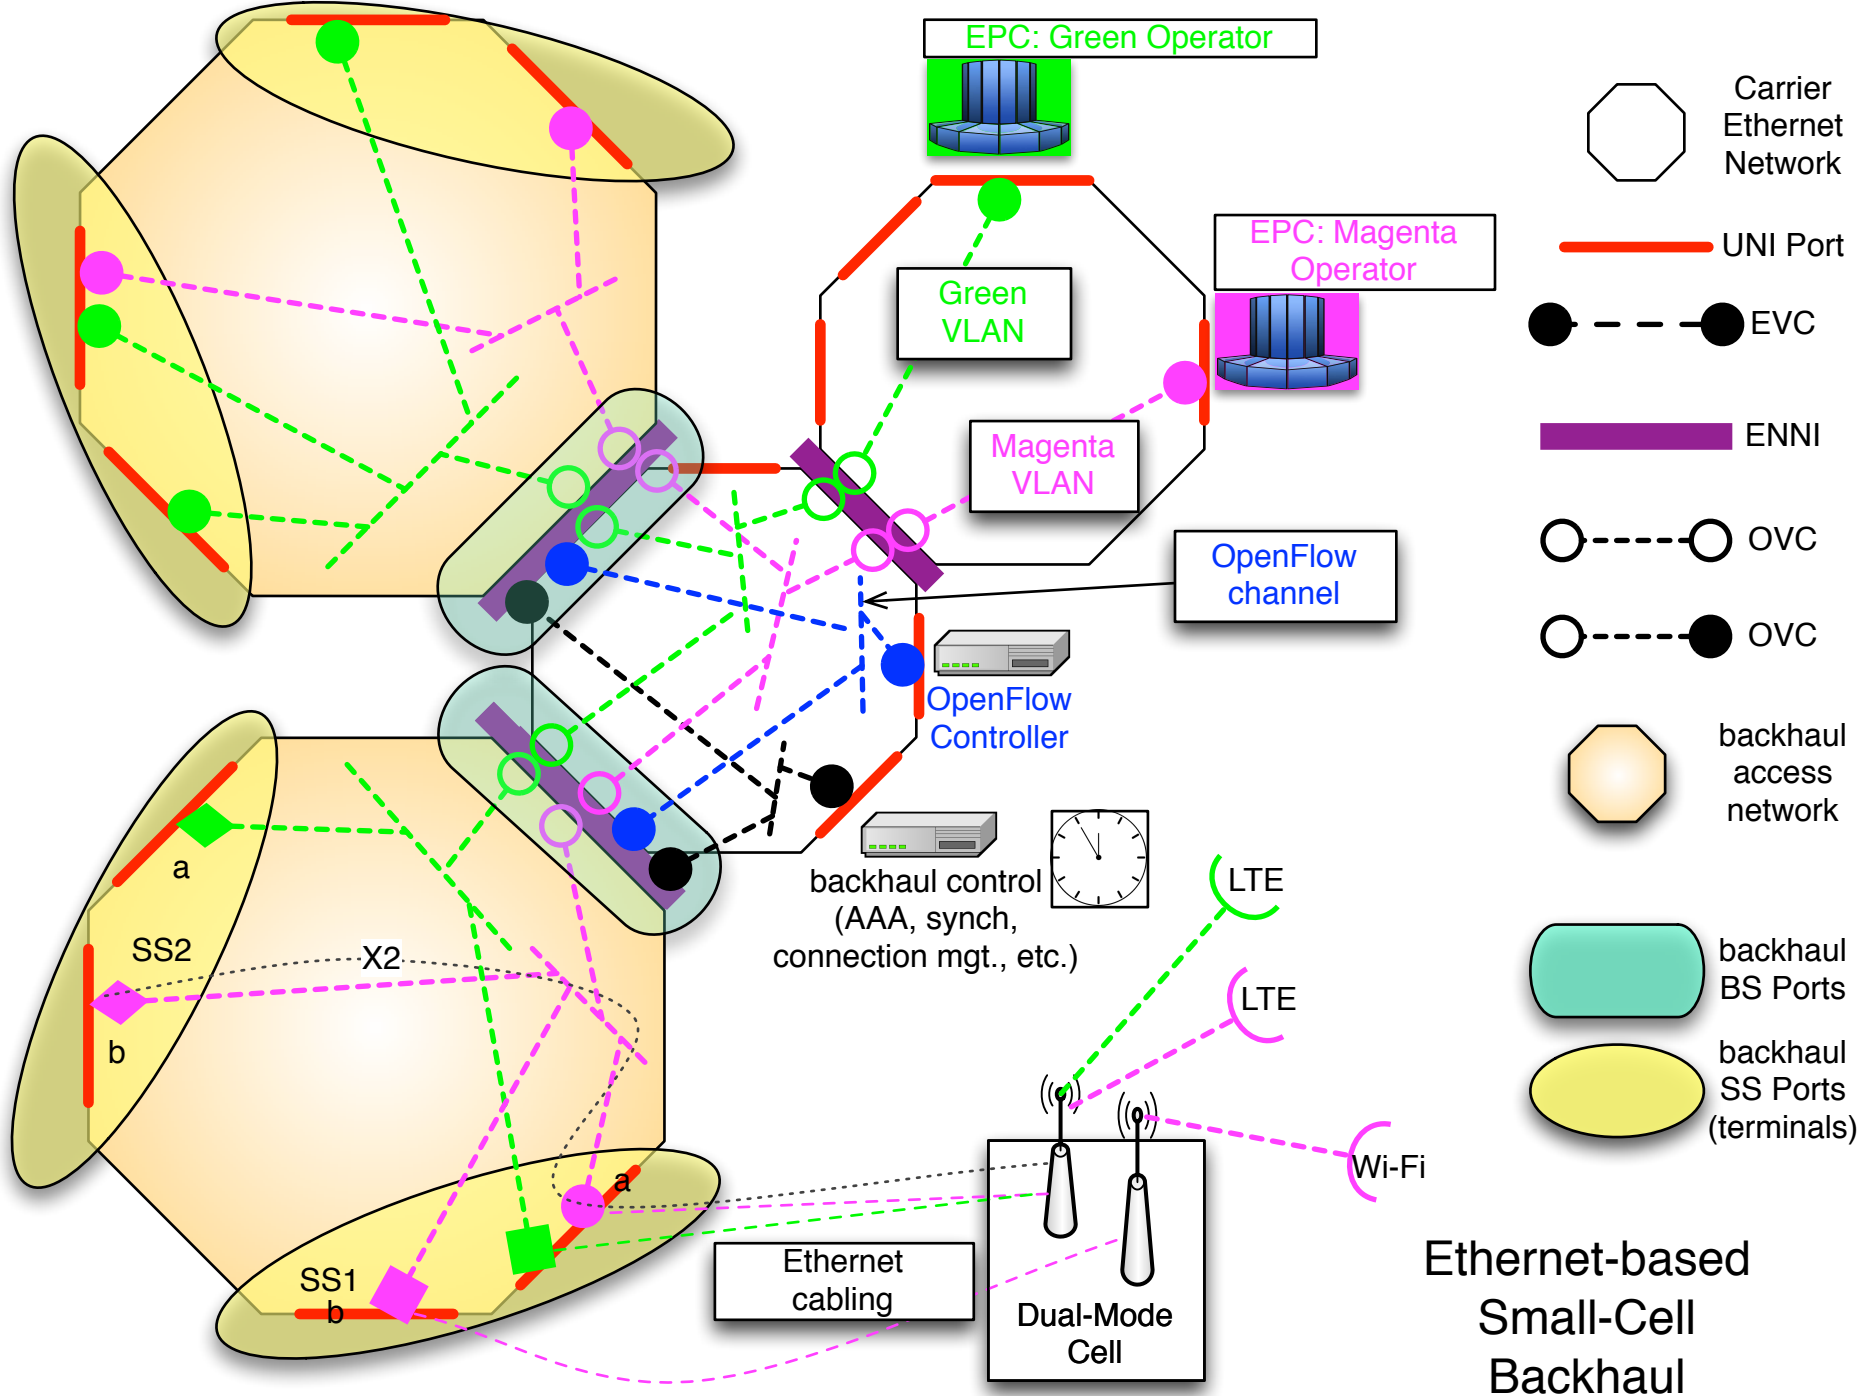 EPC: Green Operator
Carrier
Ethernet
Network
EPC: Magenta
Operator
UNI Port
Green
VLAN
EVC
Magenta
VLAN
ENNI
OpenFlow
channel
OVC
OVC
OpenFlow
Controller
backhaul
access
network
a
backhaul control
(AAA, synch,
connection mgt., etc.)
LTE
SS2
X2
LTE
backhaul
BS Ports
b
backhaul
SS Ports
(terminals)
a
Wi-Fi
SS1
b
Ethernet
cabling
Dual-Mode
Cell
Ethernet-based
Small-Cell
Backhaul